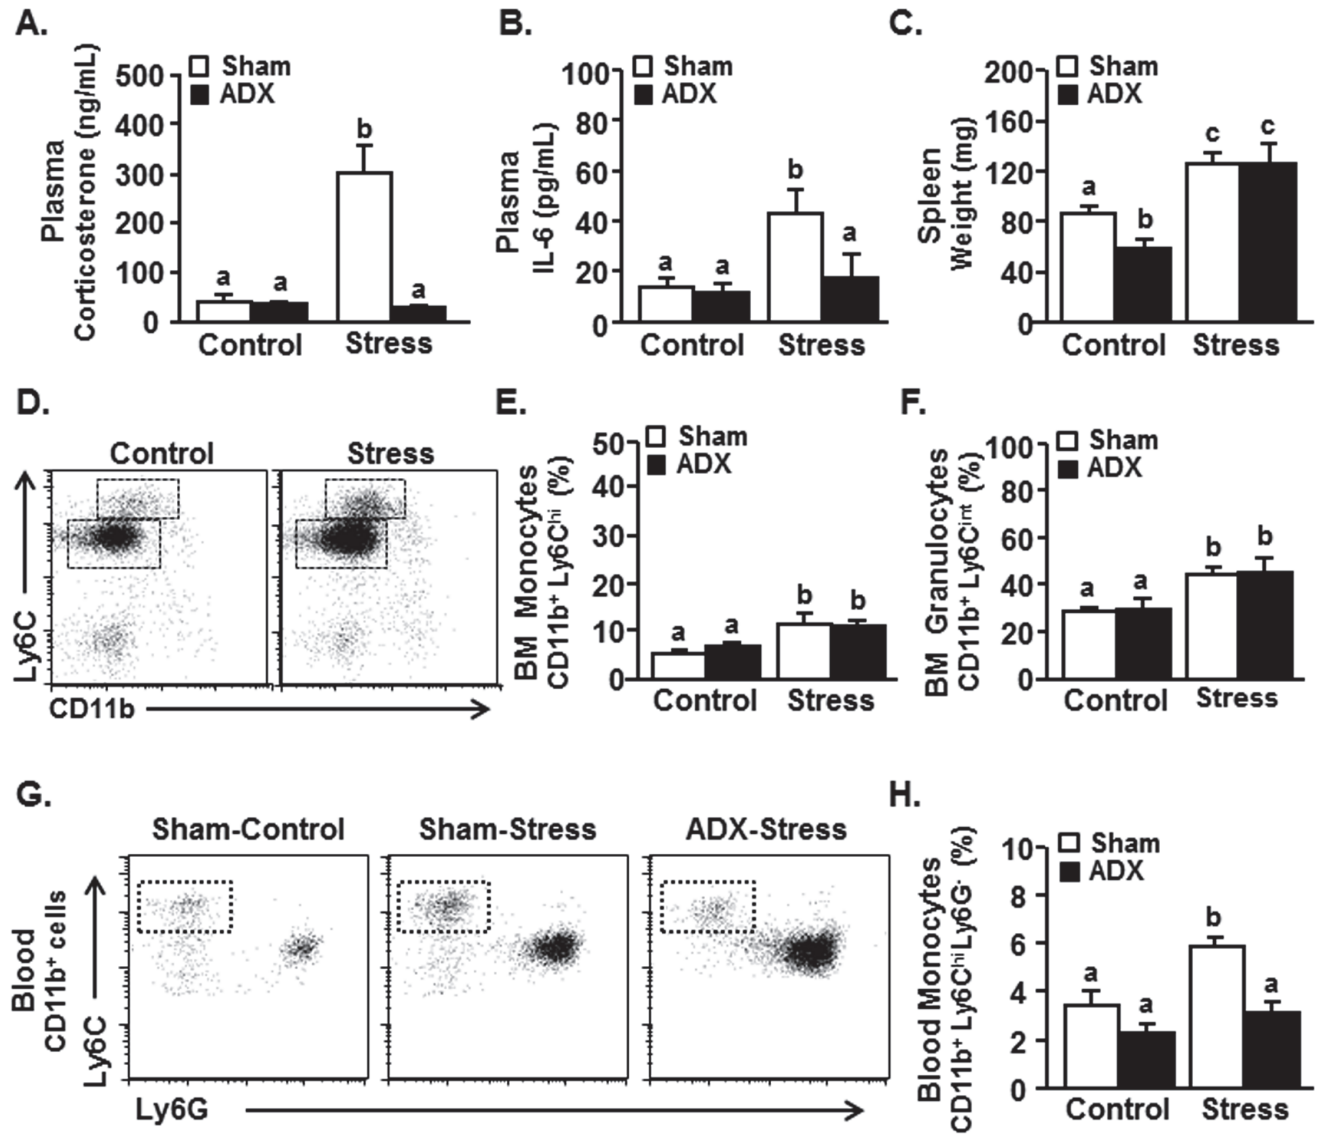 A.
Plasma
Corticosterone (ng/mL)
500
400
300
200
100
0
Sham
ADX
a
a
b
a
Control
Stress
B.
Plasma
IL-6 (pg/mL)
100
80
60
40
20
0
Sham
ADX
a
a
b
a
Control
Stress
C.
Spleen
Weight (mg)
200
160
120
80
40
0
Sham
ADX
a
b
c
c
Control
Stress
D.
Control
Stress
Ly6C
CD11b
E.
BM Monocytes
CD11b+ Ly6Chi (%)
50
40
30
20
10
0
Sham
ADX
a
a
b
b
Control
Stress
F.
BM Granulocytes
CD11b+ Ly6Cint (%)
100
80
60
40
20
0
Sham
ADX
a
a
b
b
Control
Stress
G.
Sham-Control
Sham-Stress
ADX-Stress
Blood
CD11b+ cells
Ly6C
Ly6G
H.
Blood Monocytes
CD11b+ Ly6ChiLy6G- (%)
10
8
6
4
2
0
Sham
ADX
a
a
b
a
Control
Stress